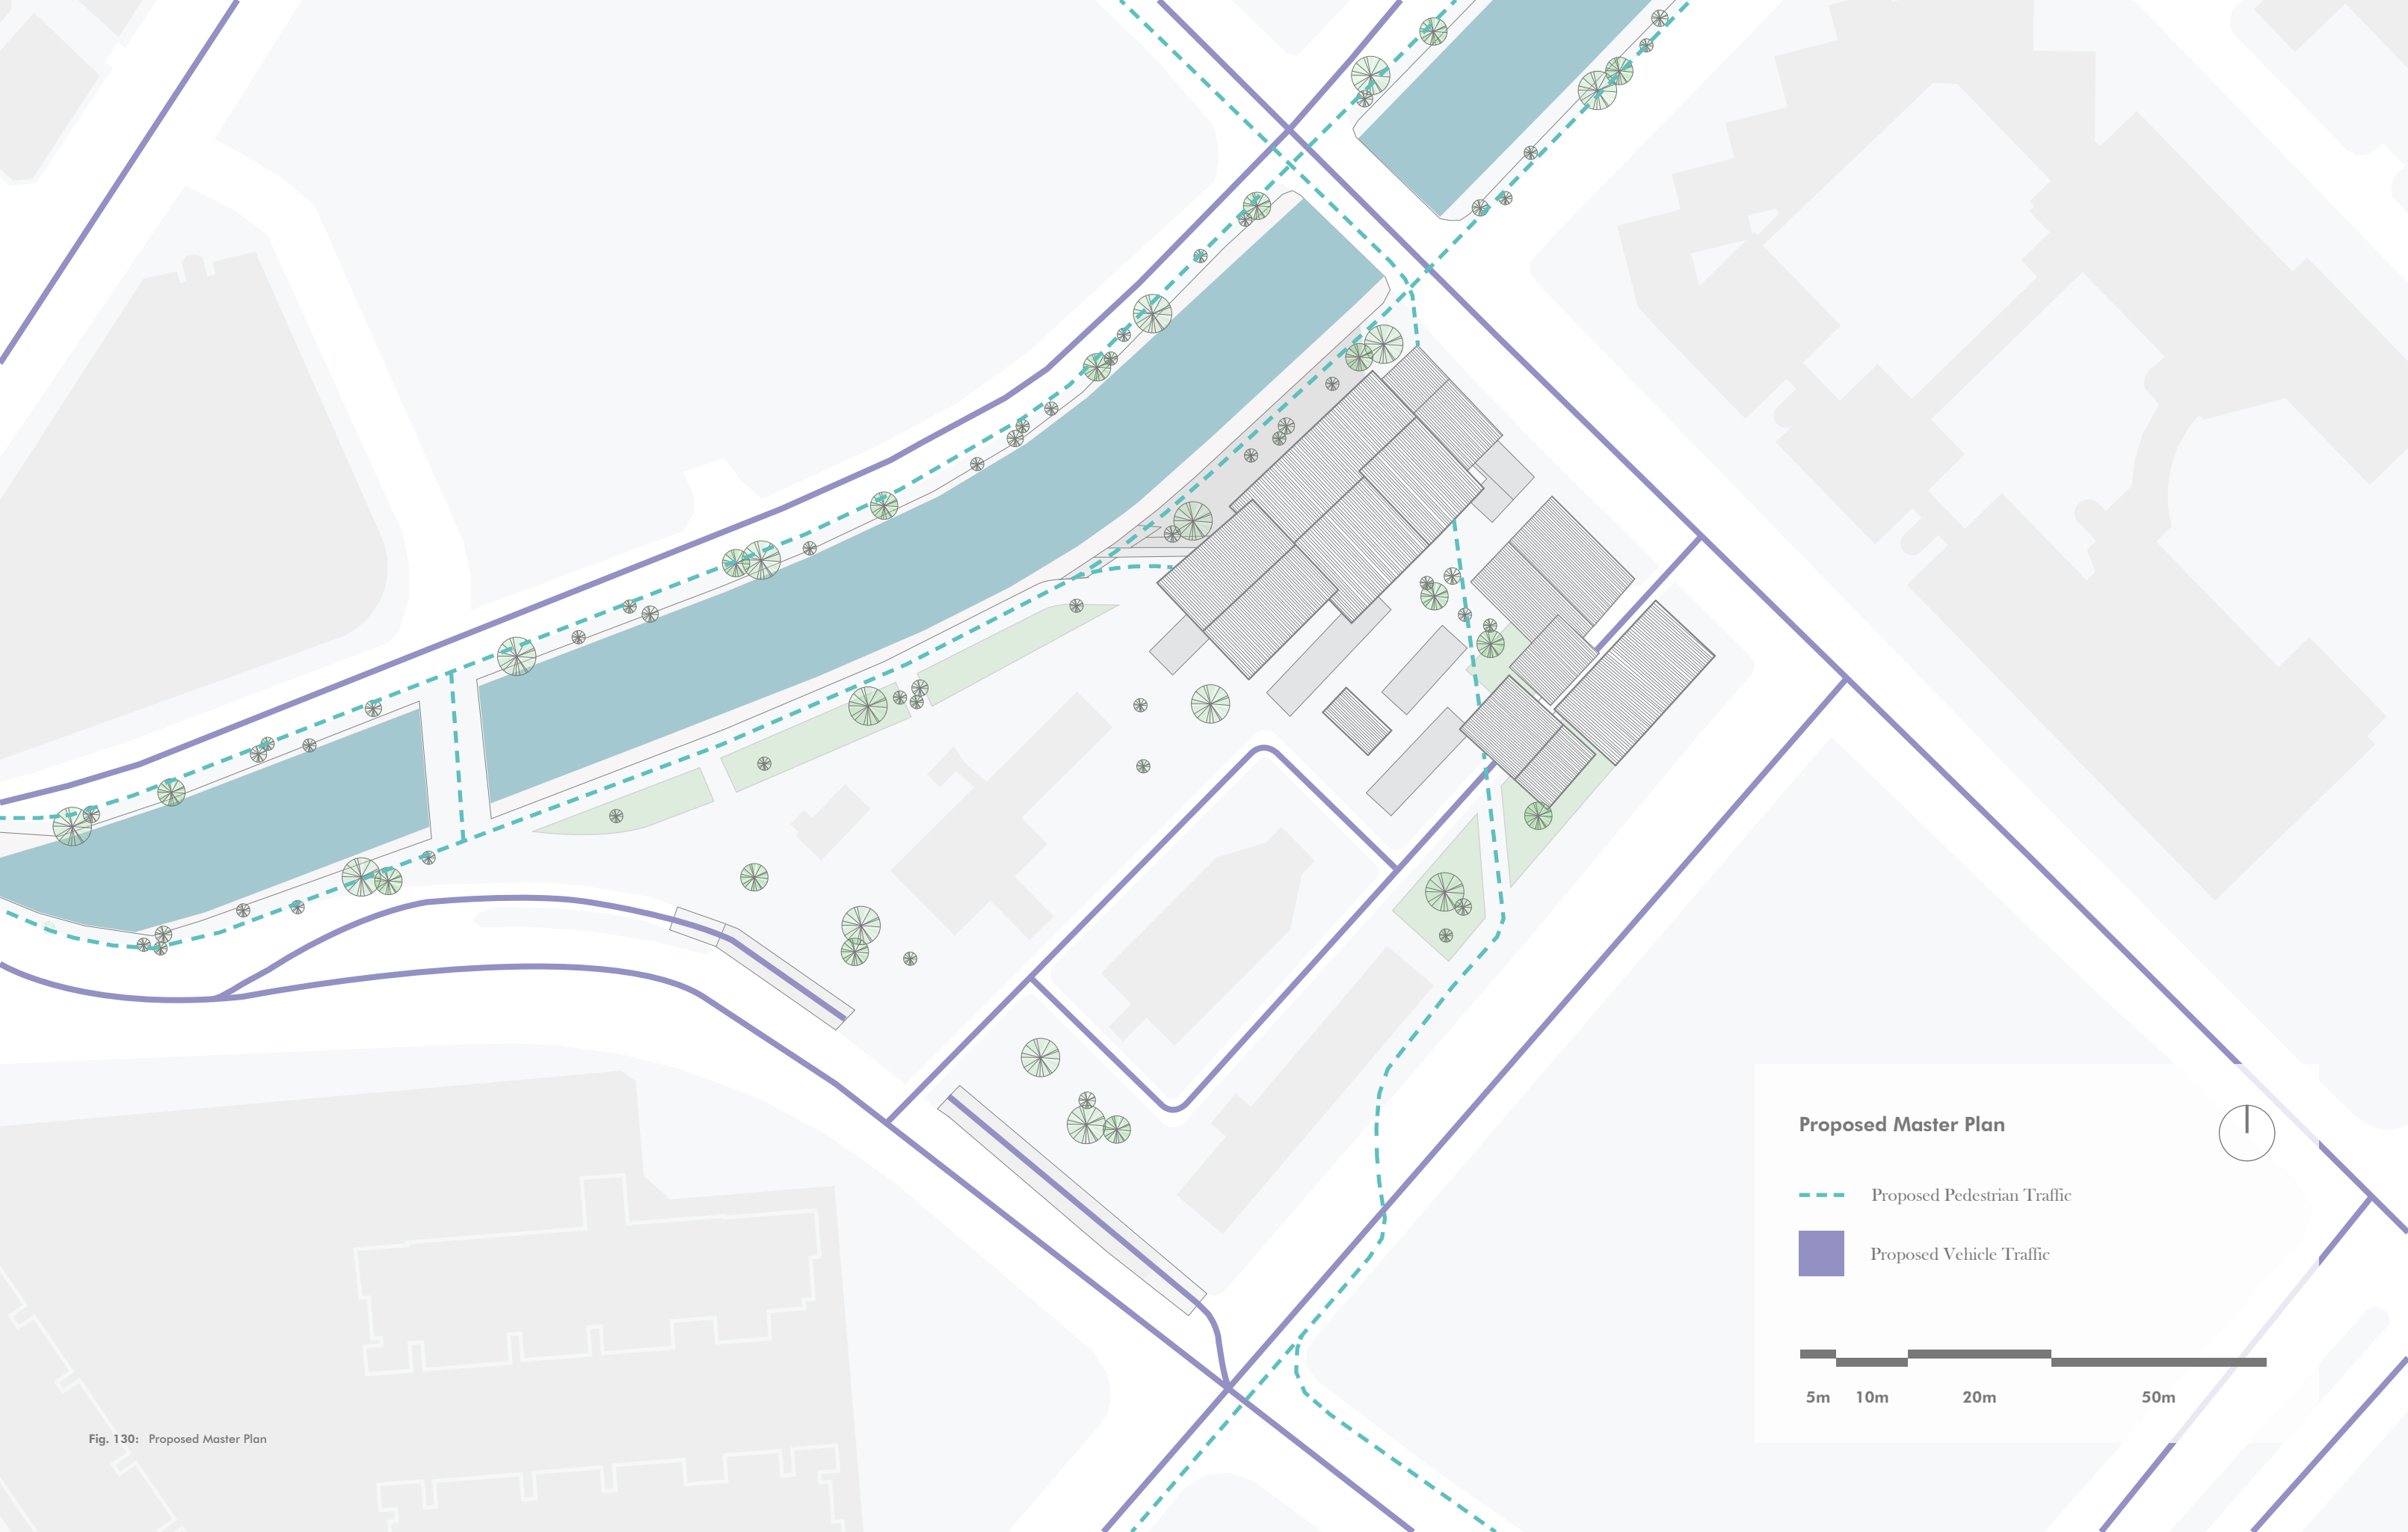 Proposed Master Plan
Proposed Pedestrian Traffic
Proposed Vehicle Traffic
5m 10m 20m 50m
Fig. 130: Proposed Master Plan